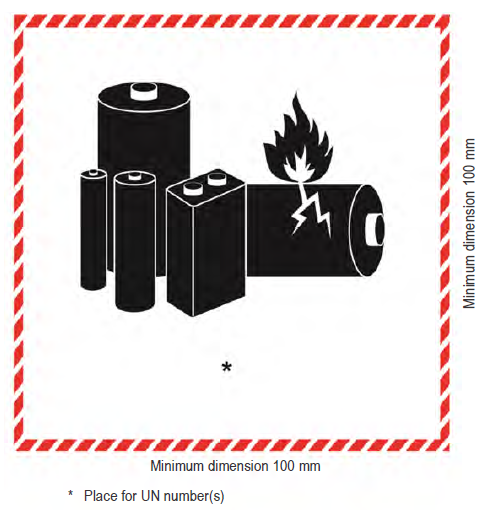 Minimum dimension 100 mm
*
Minimum dimension 100 mm
* Place for UN number(s)